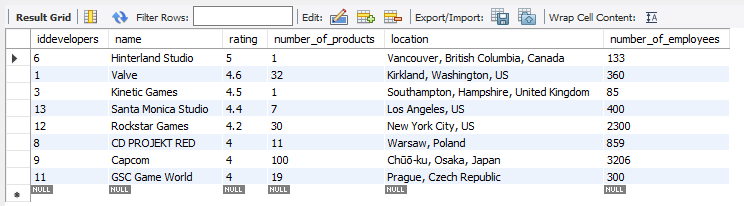 Result Grid Filter Rows: Edit: Export/Import: Wrap Cell Content: IA
iddevelopers name rating number_of_products location number_of_employees
6 Hinterland Studio 5 1 Vancouver, British Columbia, Canada 133
1 Valve 4.6 32 Kirkland, Washington, US 360
3 Kinetic Games 4.5 1 Southampton, Hampshire, United Kingdom 85
13 Santa Monica Studio 4.4 7 Los Angeles, US 400
12 Rockstar Games 4.2 30 New York City, US 2300
8 CD PROJEKT RED 4 11 Warsaw, Poland 859
9 Capcom 4 100 Chūō-ku, Osaka, Japan 3206
11 GSC Game World 4 19 Prague, Czech Republic 300
NULL NULL NULL NULL NULL NULL